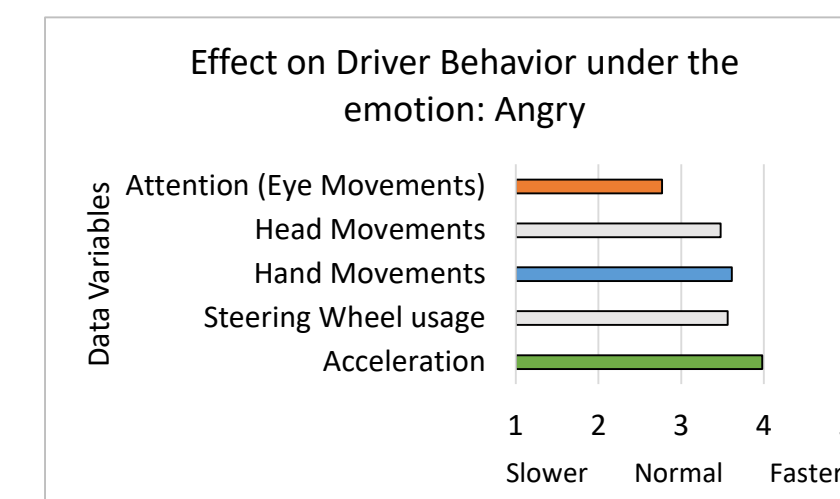 Effect on Driver Behavior under the
emotion: Angry
Data Variables
Attention (Eye Movements)
Head Movements
Hand Movements
Steering Wheel usage
Acceleration
1 2 3 4
Slower Normal Faster